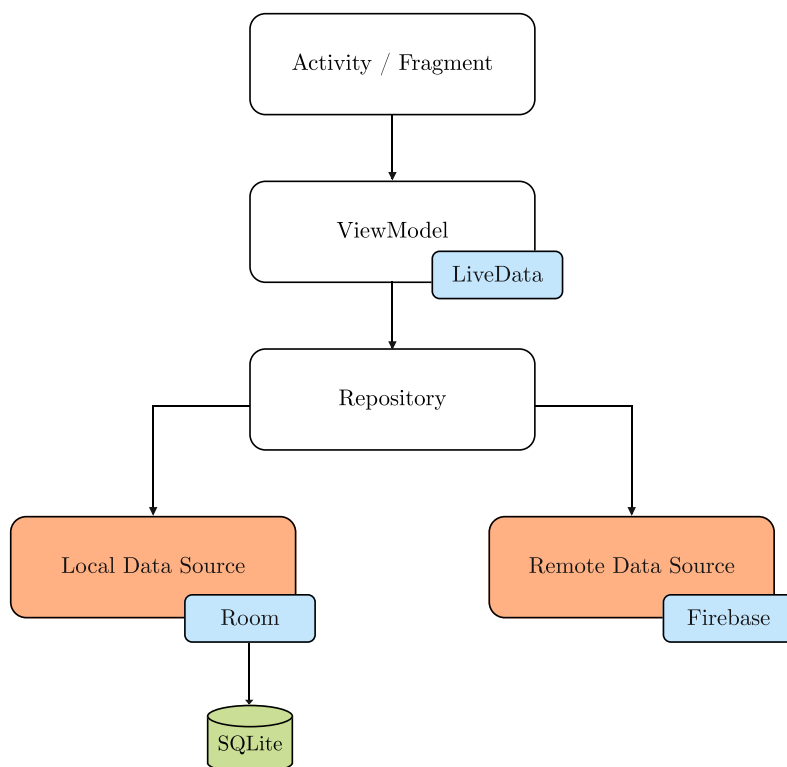 Activity / Fragment
ViewModel
LiveData
Repository
Local Data Source
Remote Data Source
Room
Firebase
SQLite